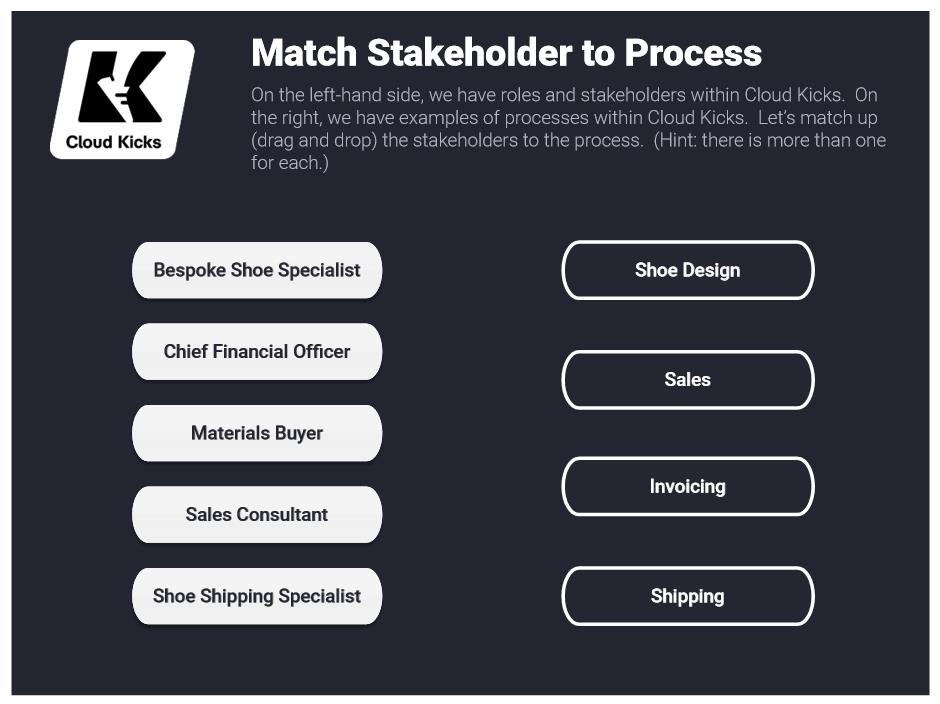 Cloud Kicks
Match Stakeholder to Process
On the left-hand side, we have roles and stakeholders within Cloud Kicks.  On
the right, we have examples of processes within Cloud Kicks.  Let's match up
(drag and drop) the stakeholders to the process.  (Hint: there is more than one
for each.)
Bespoke Shoe Specialist
Chief Financial Officer
Materials Buyer
Sales Consultant
Shoe Shipping Specialist
Shoe Design
Sales
Invoicing
Shipping